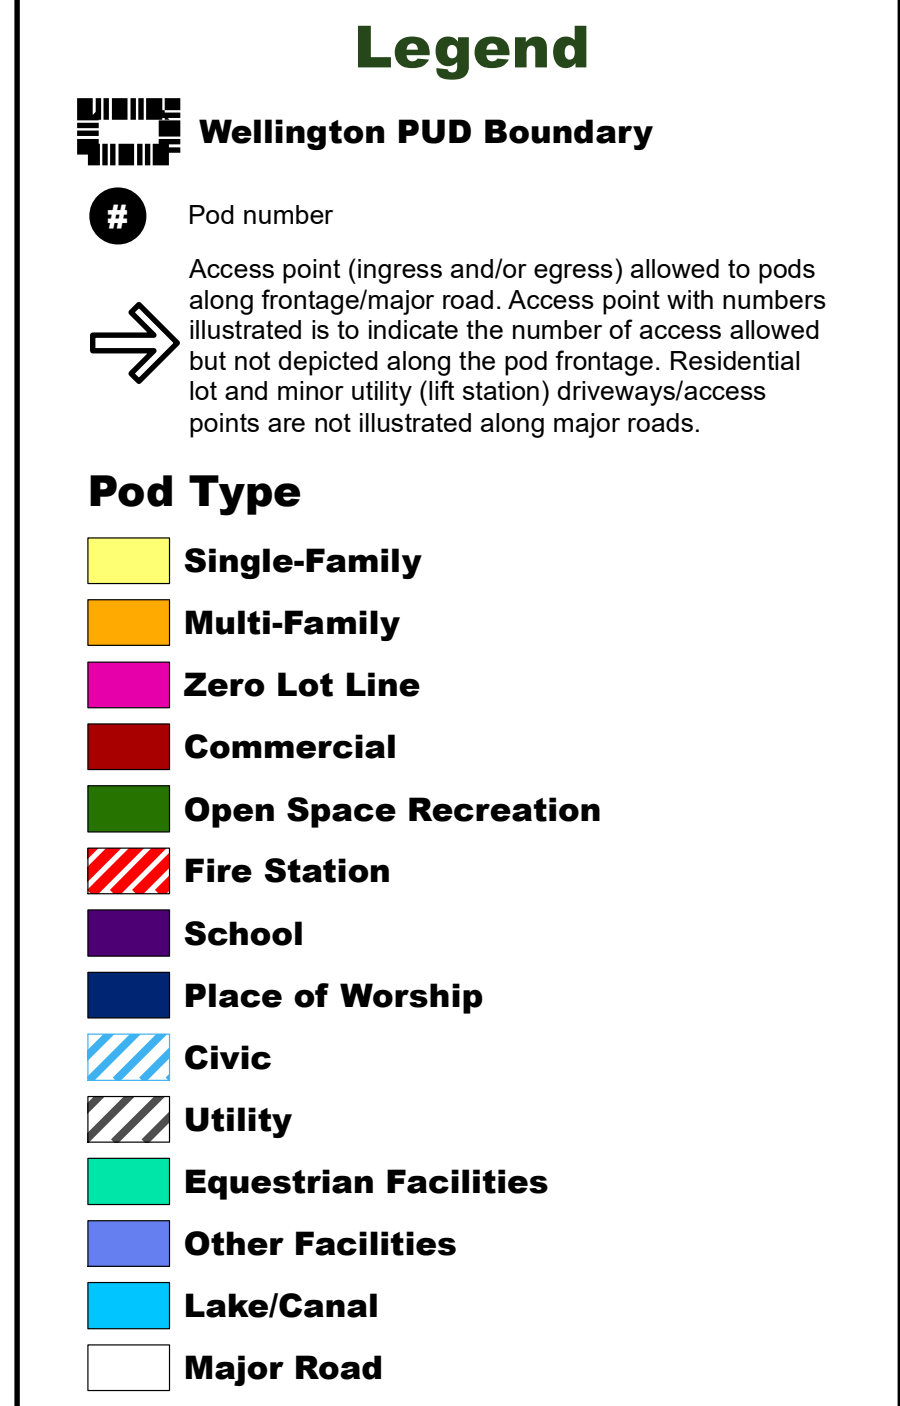 Legend
Wellington PUD Boundary
#
Pod number
Access point (ingress and/or egress) allowed to pods
along frontage/major road. Access point with numbers
illustrated is to indicate the number of access allowed
but not depicted along the pod frontage. Residential
lot and minor utility (lift station) driveways/access
points are not illustrated along major roads.
Pod Type
Single-Family
Multi-Family
Zero Lot Line
Commercial
Open Space Recreation
Fire Station
School
Place of Worship
Civic
Utility
Equestrian Facilities
Other Facilities
Lake/Canal
Major Road